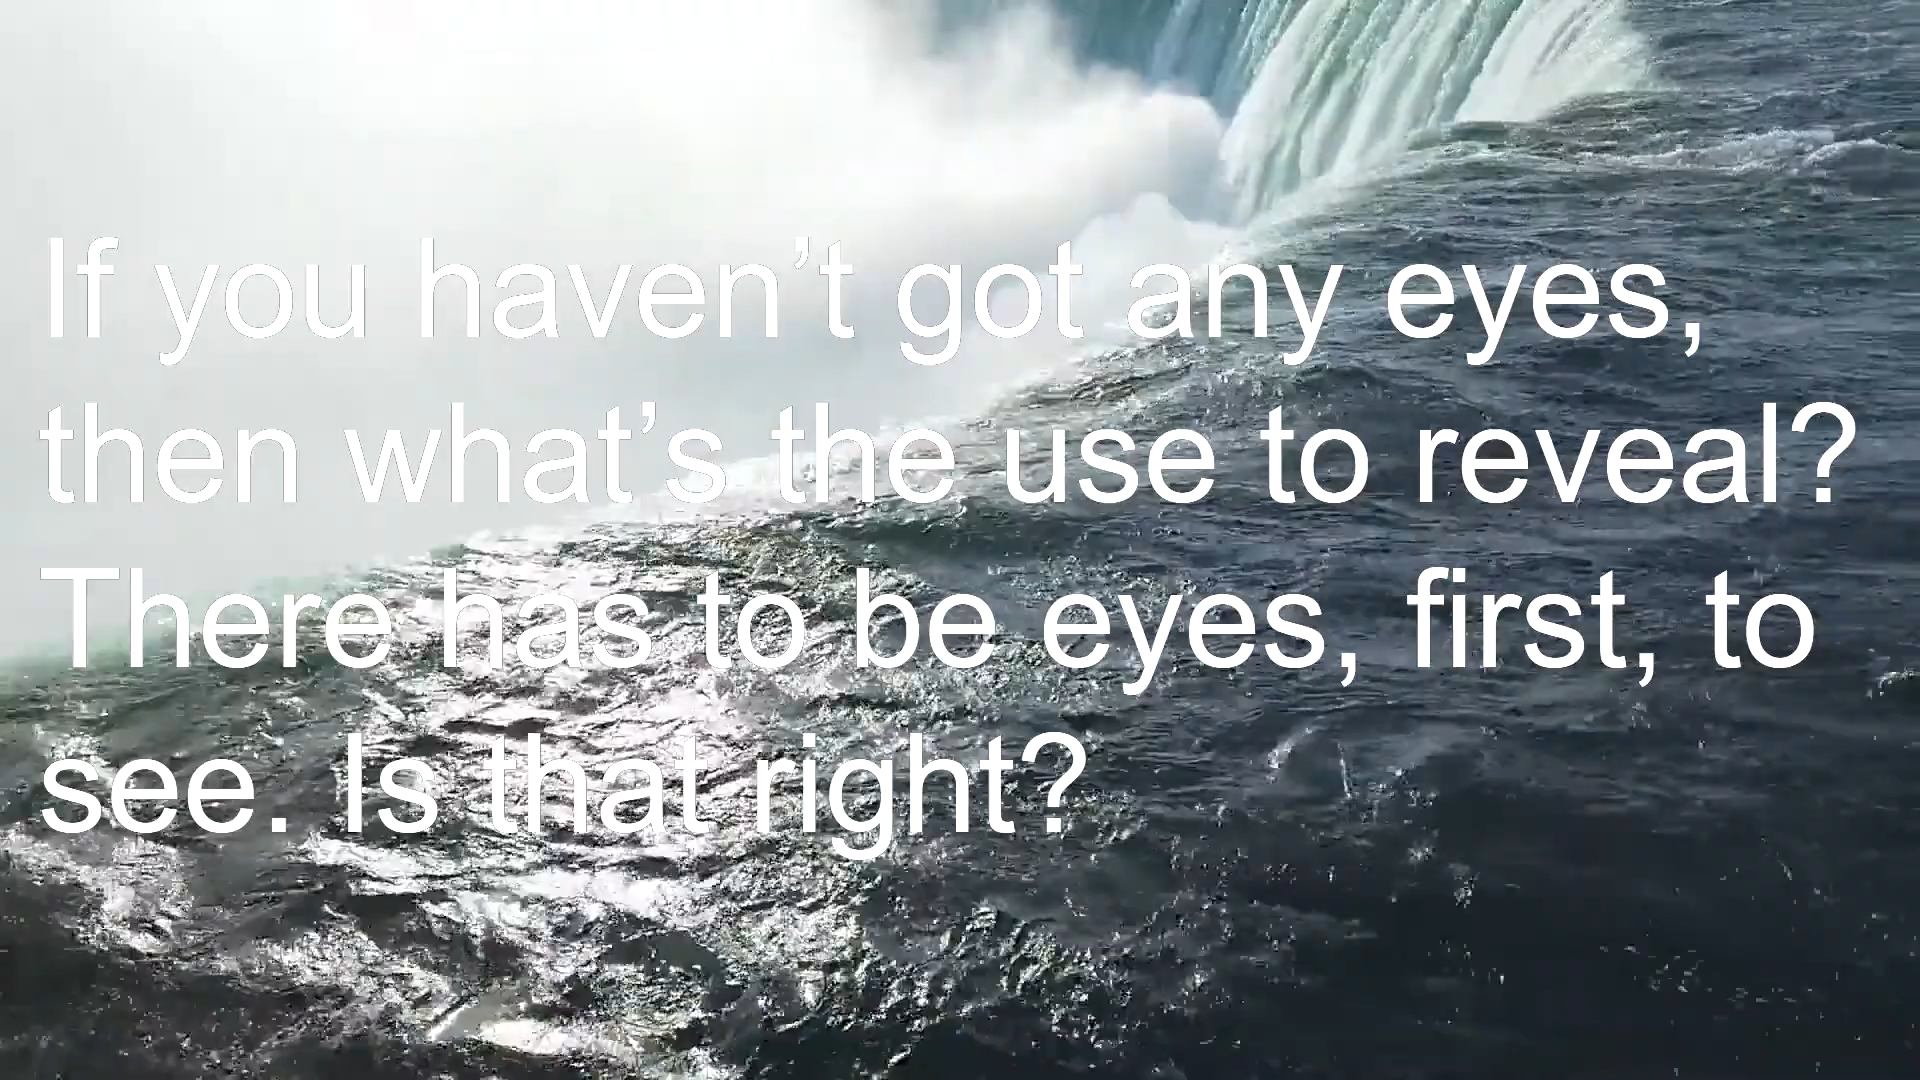 If you haven’t got any eyes,
then what’s the use to reveal?
There has to be eyes, first, to
see. Is that right?